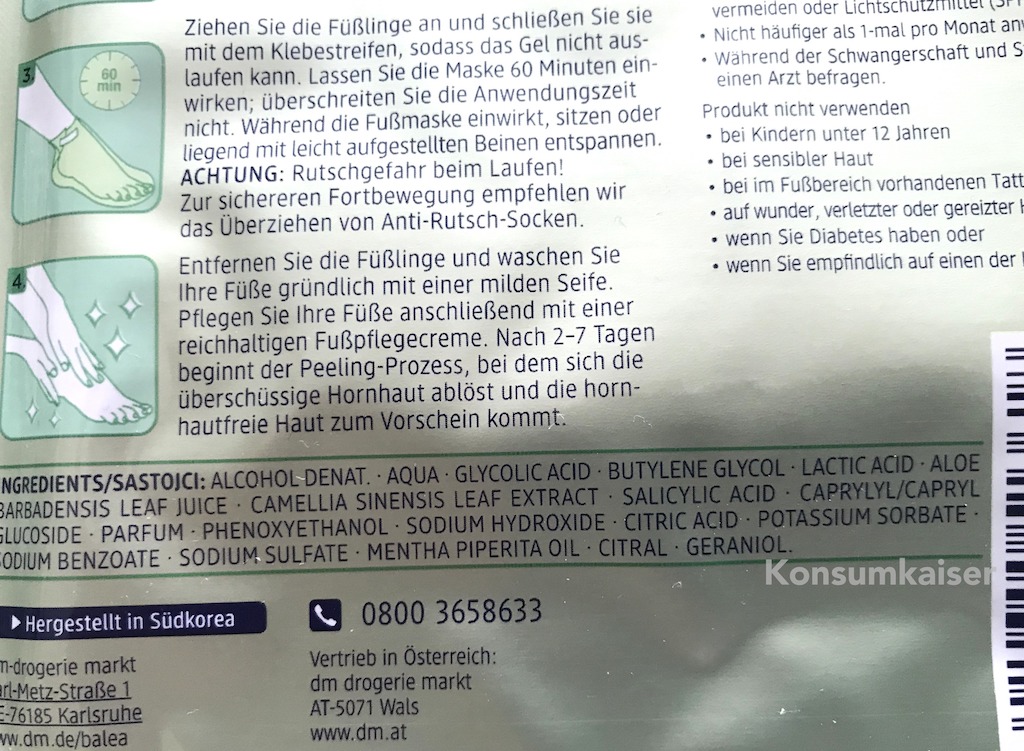 Ziehen Sie die Füßlinge an und schließen Sie sie
mit dem Klebestreifen, sodass das Gel nicht aus-
laufen kann. Lassen Sie die Maske 60 Minuten ein-
wirken; überschreiten Sie die Anwendungszeit
nicht. Während die Fußmaske einwirkt, sitzen oder
liegend mit leicht aufgestellten Beinen entspannen.
ACHTUNG: Rutschgefahr beim Laufen!
Zur sichereren Fortbewegung empfehlen wir
das Überziehen von Anti-Rutsch-Socken.
3.
60
min
Entfernen Sie die Füßlinge und waschen Sie
Ihre Füße gründlich mit einer milden Seife.
Pflegen Sie Ihre Füße anschließend mit einer
reichhaltigen Fußpflegecreme. Nach 2–7 Tagen
beginnt der Peeling-Prozess, bei dem sich die
überschüssige Hornhaut ablöst und die horn-
hautfreie Haut zum Vorschein kommt.
4.
vermeiden oder Lichtschutzmittel
• Nicht häufiger als 1-mal pro Monat
• Während der Schwangerschaft und S
einen Arzt befragen.
Produkt nicht verwenden
• bei Kindern unter 12 Jahren
• bei sensibler Haut
• bei im Fußbereich vorhandenen Tatt
• auf wunder, verletzter oder gereizter
• wenn Sie Diabetes haben oder
• wenn Sie empfindlich auf einen der
NGREDIENTS/SASTOJCI: ALCOHOL DENAT. · AQUA · GLYCOLIC ACID · BUTYLENE GLYCOL · LACTIC ACID · ALOE
BARBADENSIS LEAF JUICE · CAMELLIA SINENSIS LEAF EXTRACT · SALICYLIC ACID · CAPRYLYL/CAPRYL
GLUCOSIDE · PARFUM · PHENOXYETHANOL · SODIUM HYDROXIDE · CITRIC ACID · POTASSIUM SORBATE ·
SODIUM BENZOATE · SODIUM SULFATE · MENTHA PIPERITA OIL · CITRAL · GERANIOL.
Konsumkaiser
Hergestellt in Südkorea
0800 3658633
m-drogerie markt
arl-Metz-Straße 1
E-76185 Karlsruhe
ww.dm.de/balea
Vertrieb in Österreich:
dm drogerie markt
AT-5071 Wals
www.dm.at